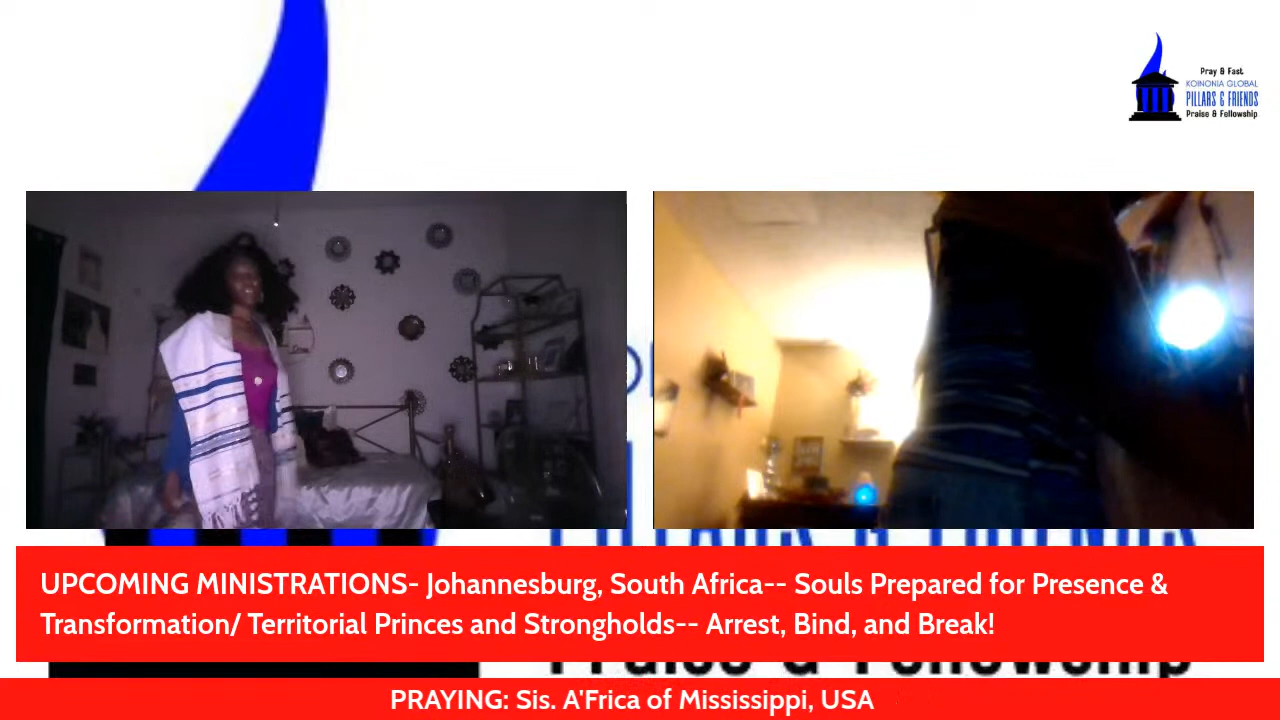 Pray & Fast
KOINONIA GLOBAL
PILLARS & FRIENDS
Praise & Fellowship
UPCOMING MINISTRATIONS- Johannesburg, South Africa-- Souls Prepared for Presence &
Transformation/ Territorial Princes and Strongholds-- Arrest, Bind, and Break!
PRAYING: Sis. A'Frica of Mississippi, USA